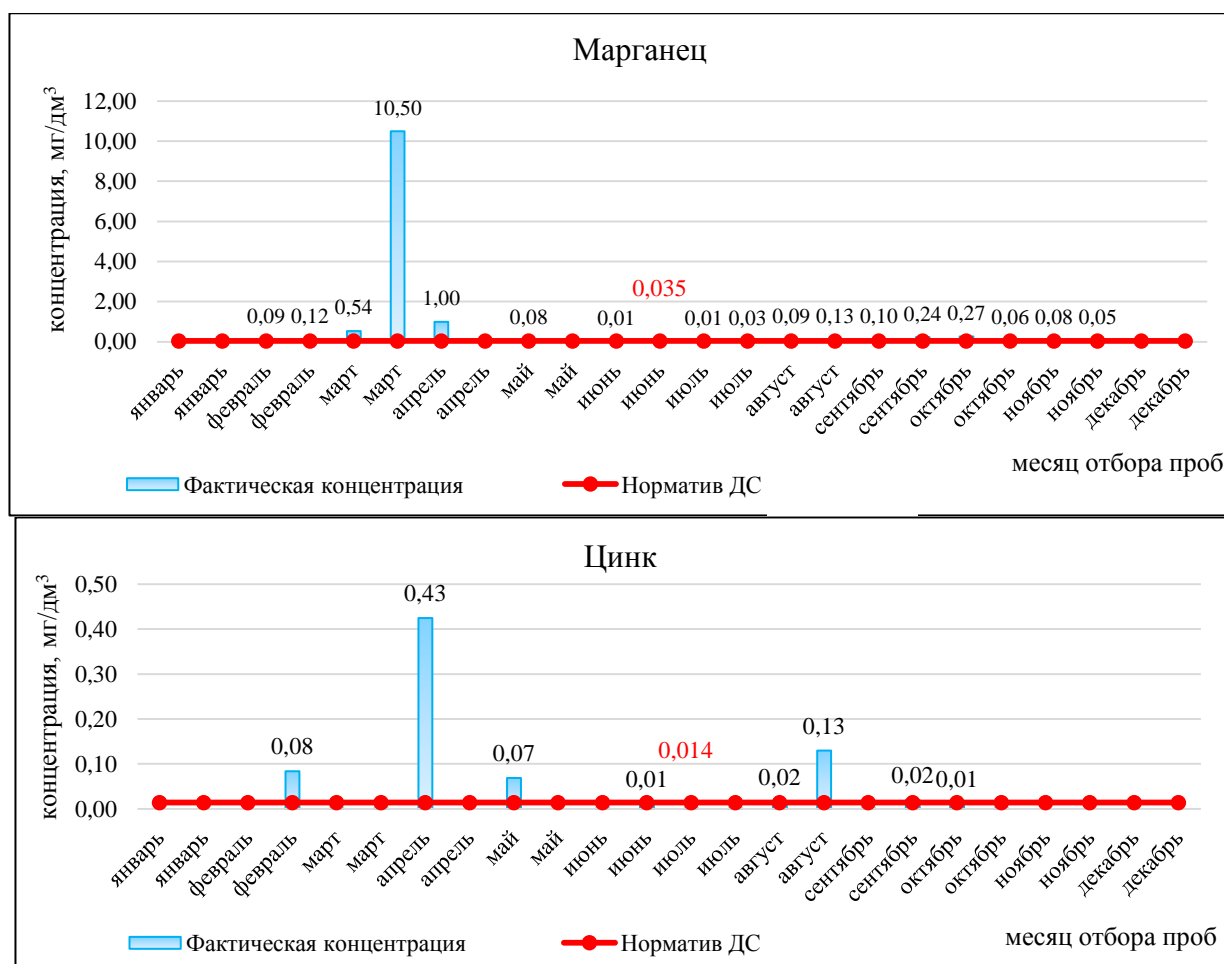 Марганец
концентрация, мг/дм³
12,00
10,00
8,00
6,00
4,00
2,00
0,00
0,09
0,12
0,54
10,50
1,00
0,08
0,01
0,035
0,01
0,03
0,09
0,13
0,10
0,24
0,27
0,06
0,08
0,05
январь
январь
февраль
февраль
март
март
апрель
апрель
май
май
июнь
июнь
июль
июль
август
август
сентябрь
сентябрь
октябрь
октябрь
ноябрь
ноябрь
декабрь
декабрь
месяц отбора проб
Фактическая концентрация
Норматив ДС
Цинк
концентрация, мг/дм³
0,50
0,40
0,30
0,20
0,10
0,00
0,08
0,43
0,07
0,01
0,014
0,02
0,13
0,02
0,01
январь
январь
февраль
февраль
март
март
апрель
апрель
май
май
июнь
июнь
июль
июль
август
август
сентябрь
сентябрь
октябрь
октябрь
ноябрь
ноябрь
декабрь
декабрь
месяц отбора проб
Фактическая концентрация
Норматив ДС